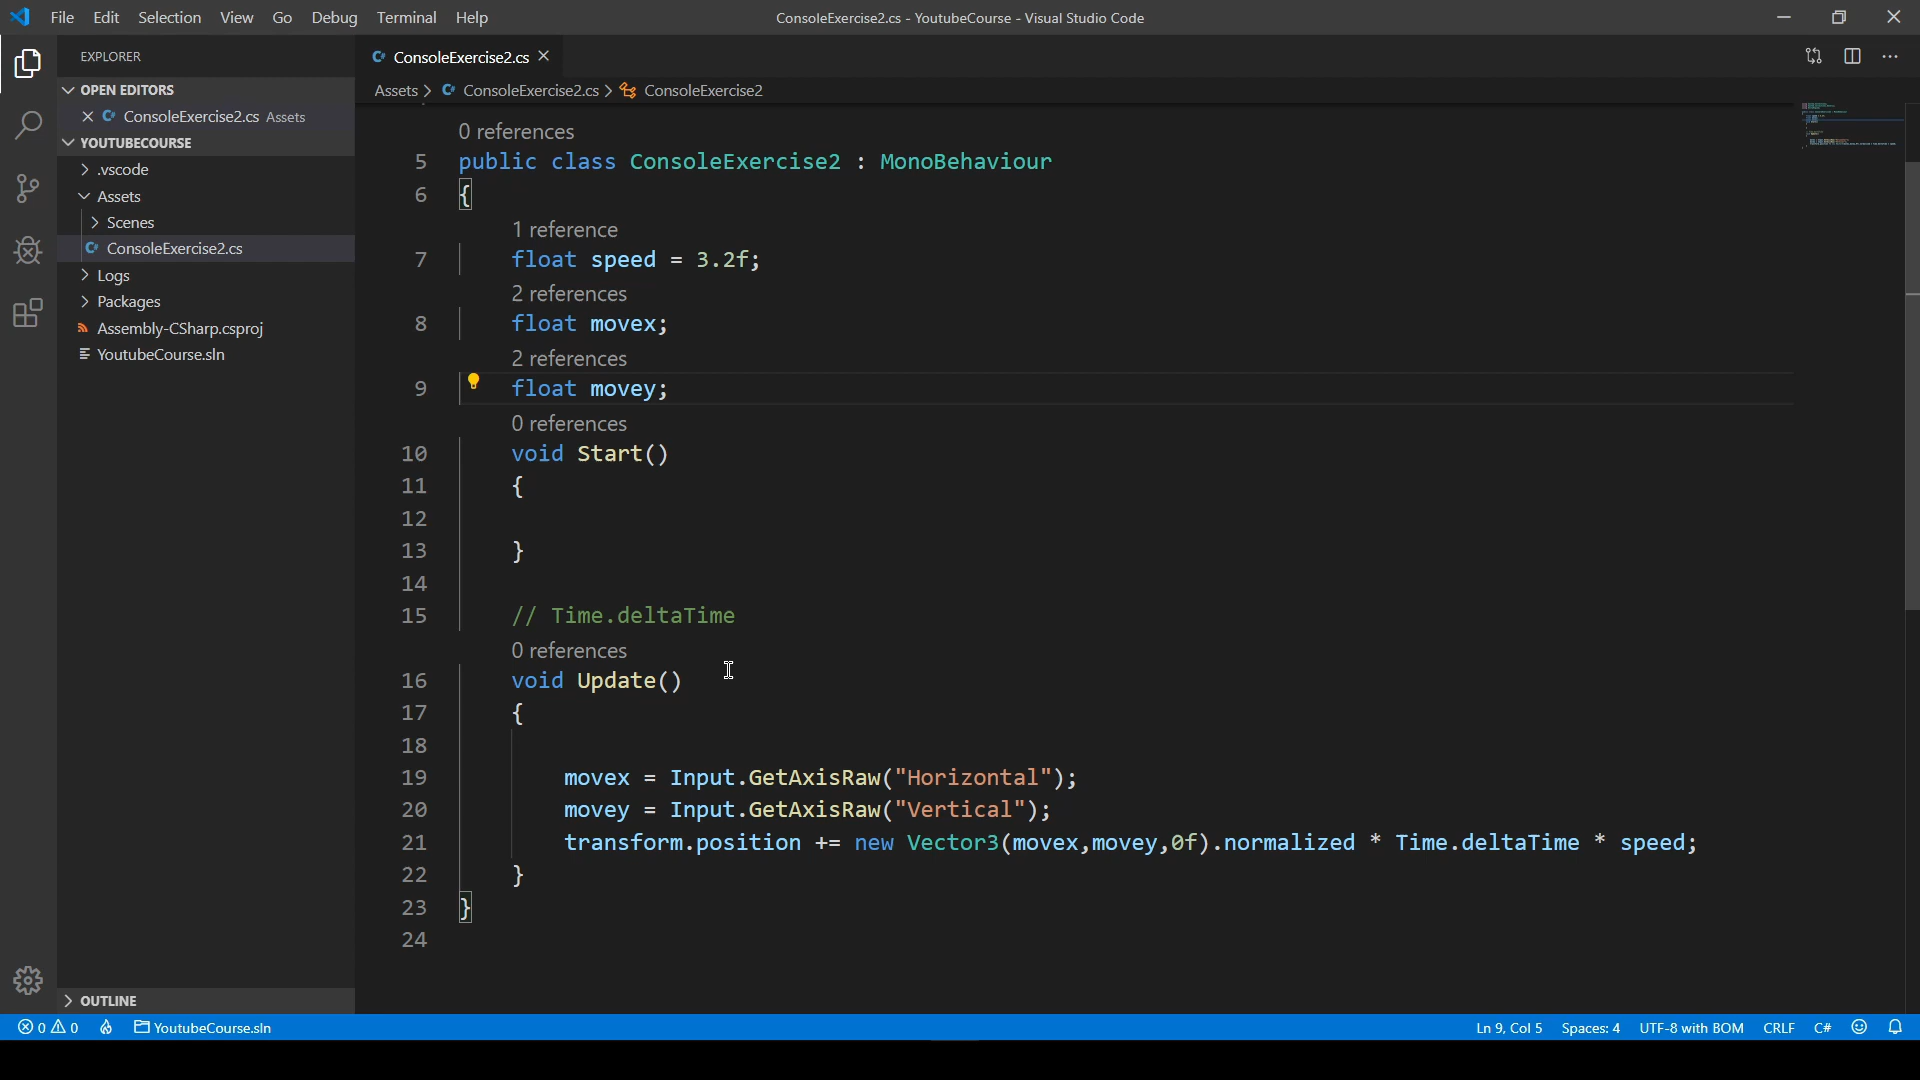 File Edit Selection View Go Debug Terminal Help
ConsoleExercise2.cs - YoutubeCourse - Visual Studio Code
EXPLORER
OPEN EDITORS
ConsoleExercise2.cs Assets
YOUTUBECOURSE
.vscode
Assets
Scenes
ConsoleExercise2.cs
Logs
Packages
Assembly-CSharp.csproj
YoutubeCourse.sln
OUTLINE
ConsoleExercise2.cs
Assets > ConsoleExercise2.cs > ConsoleExercise2
0 references
5 public class ConsoleExercise2 : MonoBehaviour
6 {
1 reference
7 float speed = 3.2f;
2 references
8 float movex;
2 references
9 float movey;
0 references
10 void Start()
11 {
12
13 }
14
15 // Time.deltaTime
0 references
16 void Update()
17 {
18
19 movex = Input.GetAxisRaw("Horizontal");
20 movey = Input.GetAxisRaw("Vertical");
21 transform.position += new Vector3(movex,movey,0f).normalized * Time.deltaTime * speed;
22 }
23 }
24
0 0 YoutubeCourse.sln Ln 9, Col 5 Spaces: 4 UTF-8 with BOM CRLF C#